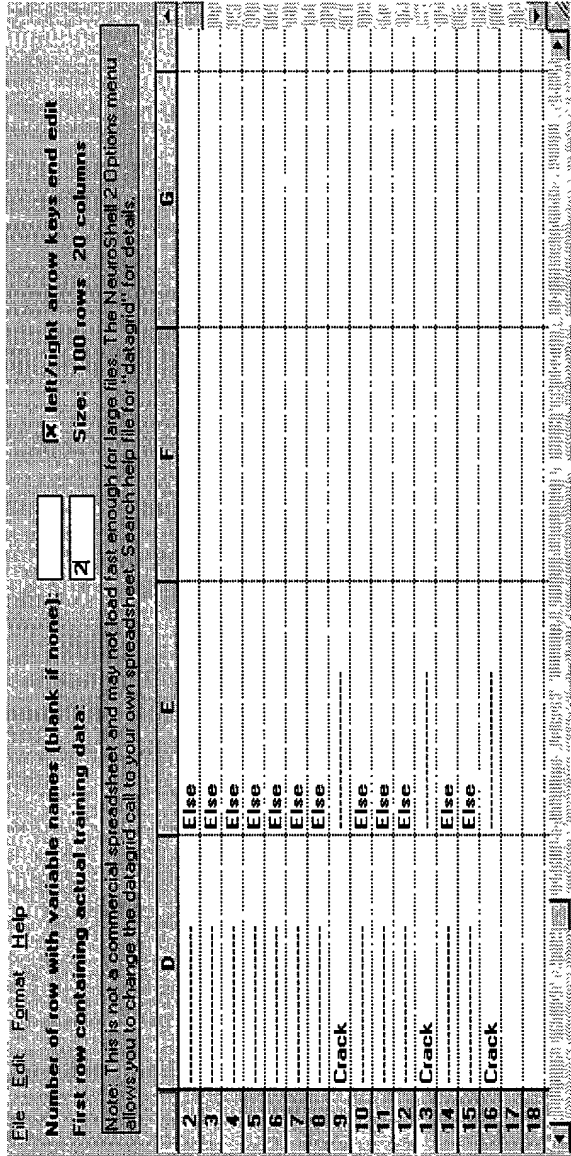 File Edit Format Help
Number of row with variable names (blank if none): [X] left/right arrow keys end edit
First row containing actual training data: 2 Size: 100 rows 20 columns
Note: This is not a commercial spreadsheet and may not load fast enough for large files. The NeuroShell 2 Options menu
allows you to change the datagrid call to your own spreadsheet. Search help file for "datagrid" for details.
D E F G
2 ---------------- Else
3 ---------------- Else
4 ---------------- Else
5 ---------------- Else
6 ---------------- Else
7 ---------------- Else
8 ---------------- Else
9 Crack ----------------
10 ---------------- Else
11 ---------------- Else
12 ---------------- Else
13 Crack ----------------
14 ---------------- Else
15 ---------------- Else
16 Crack ----------------
17
18